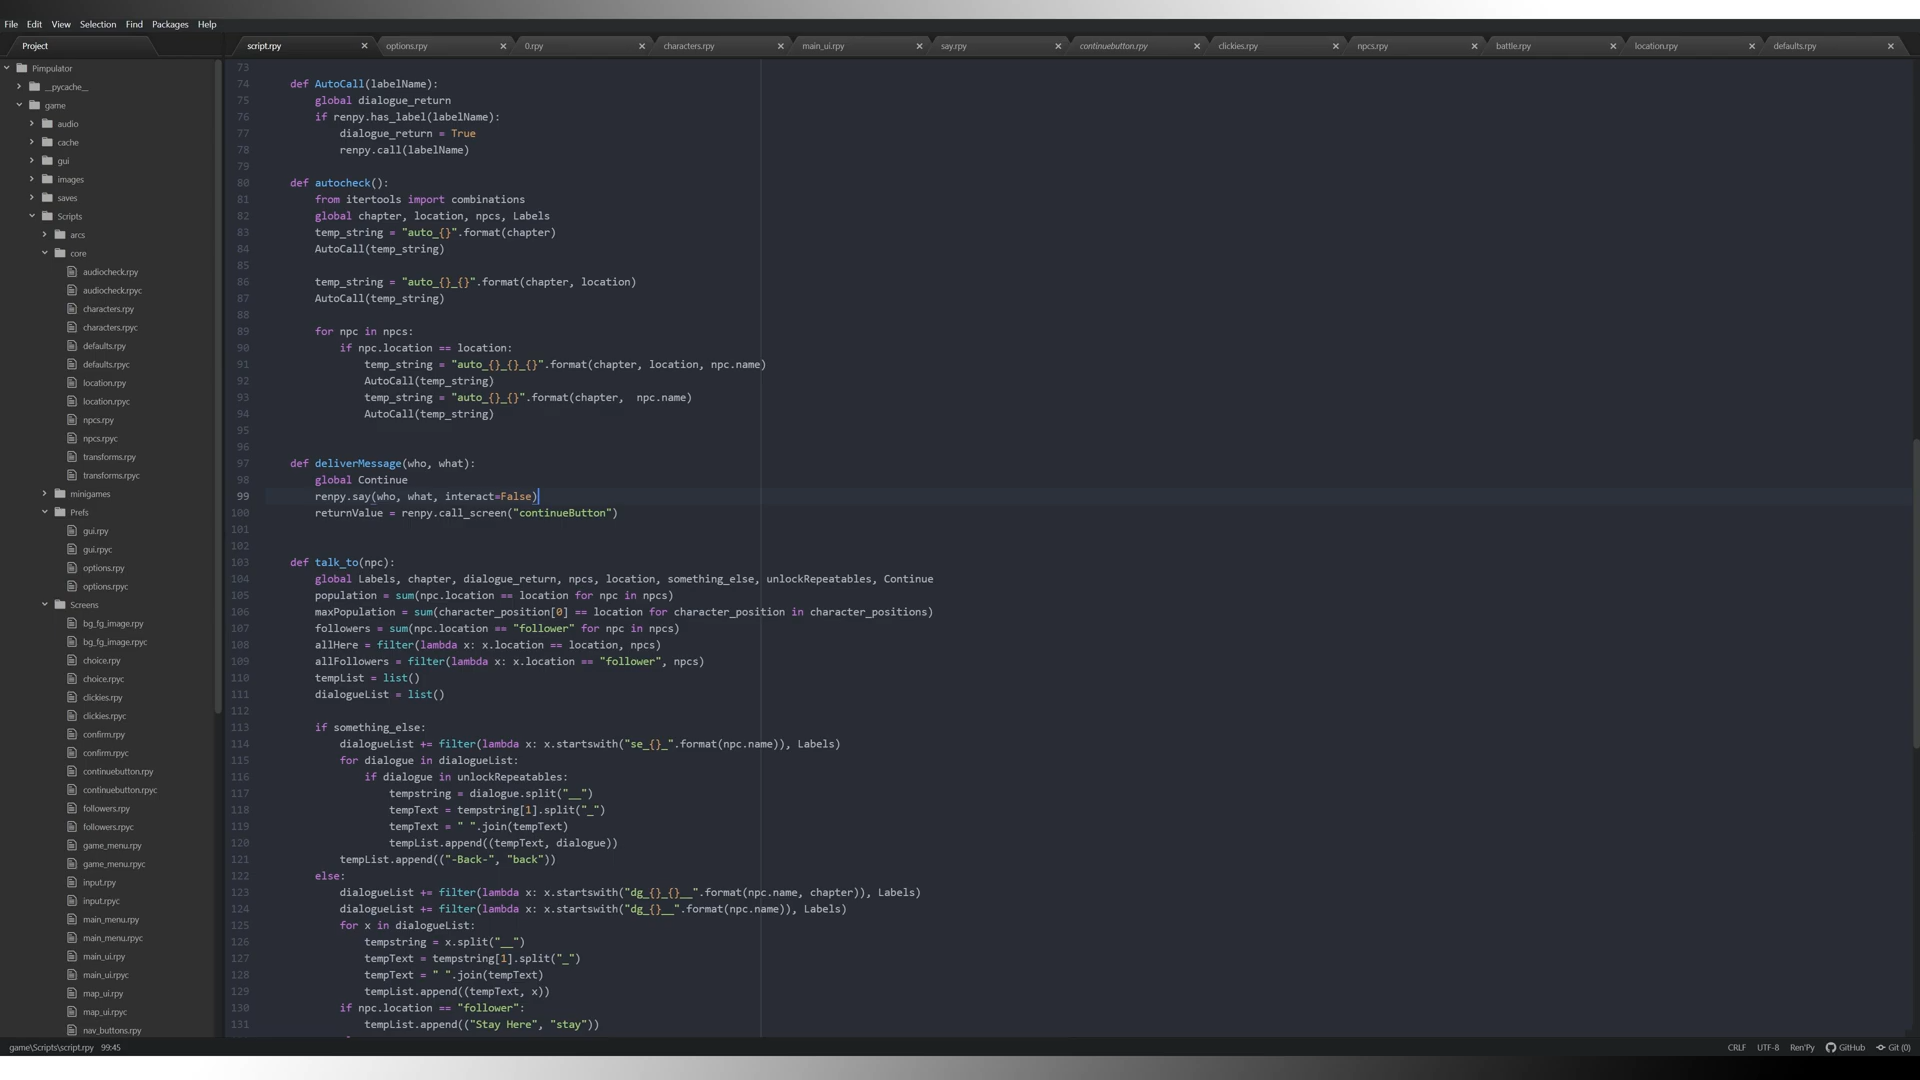 File Edit View Selection Find Packages Help
Project
script.rpy options.rpy 0.rpy characters.rpy main_ui.rpy say.rpy continuebutton.rpy clickies.rpy npcs.rpy battle.rpy location.rpy defaults.rpy
Pimpulator
__pycache__
game
audio
cache
gui
images
saves
Scripts
arcs
core
audiocheck.rpy
audiocheck.rpyc
characters.rpy
characters.rpyc
defaults.rpy
defaults.rpyc
location.rpy
location.rpyc
npcs.rpy
npcs.rpyc
transforms.rpy
transforms.rpyc
minigames
Prefs
gui.rpy
gui.rpyc
options.rpy
options.rpyc
Screens
bg_fg_image.rpy
bg_fg_image.rpyc
choice.rpy
choice.rpyc
clickies.rpy
clickies.rpyc
confirm.rpy
confirm.rpyc
continuebutton.rpy
continuebutton.rpyc
followers.rpy
followers.rpyc
game_menu.rpy
game_menu.rpyc
input.rpy
input.rpyc
main_menu.rpy
main_menu.rpyc
main_ui.rpy
main_ui.rpyc
map_ui.rpy
map_ui.rpyc
nav_buttons.rpy
73
74 def AutoCall(labelName):
75 global dialogue_return
76 if renpy.has_label(labelName):
77 dialogue_return = True
78 renpy.call(labelName)
79
80 def autocheck():
81 from itertools import combinations
82 global chapter, location, npcs, Labels
83 temp_string = "auto_{}".format(chapter)
84 AutoCall(temp_string)
85
86 temp_string = "auto_{}_{}".format(chapter, location)
87 AutoCall(temp_string)
88
89 for npc in npcs:
90 if npc.location == location:
91 temp_string = "auto_{}_{}_{}".format(chapter, location, npc.name)
92 AutoCall(temp_string)
93 temp_string = "auto_{}_{}".format(chapter,  npc.name)
94 AutoCall(temp_string)
95
96
97 def deliverMessage(who, what):
98 global Continue
99 renpy.say(who, what, interact=False)
100 returnValue = renpy.call_screen("continueButton")
101
102
103 def talk_to(npc):
104 global Labels, chapter, dialogue_return, npcs, location, something_else, unlockRepeatables, Continue
105 population = sum(npc.location == location for npc in npcs)
106 maxPopulation = sum(character_position[0] == location for character_position in character_positions)
107 followers = sum(npc.location == "follower" for npc in npcs)
108 allHere = filter(lambda x: x.location == location, npcs)
109 allFollowers = filter(lambda x: x.location == "follower", npcs)
110 tempList = list()
111 dialogueList = list()
112
113 if something_else:
114 dialogueList += filter(lambda x: x.startswith("se_{}_".format(npc.name)), Labels)
115 for dialogue in dialogueList:
116 if dialogue in unlockRepeatables:
117 tempstring = dialogue.split("__")
118 tempText = tempstring[1].split("_")
119 tempText = " ".join(tempText)
120 tempList.append((tempText, dialogue))
121 tempList.append(("-Back-", "back"))
122 else:
123 dialogueList += filter(lambda x: x.startswith("dg_{}_{}__".format(npc.name, chapter)), Labels)
124 dialogueList += filter(lambda x: x.startswith("dg_{}__".format(npc.name)), Labels)
125 for x in dialogueList:
126 tempstring = x.split("__")
127 tempText = tempstring[1].split("_")
128 tempText = " ".join(tempText)
129 tempList.append((tempText, x))
130 if npc.location == "follower":
131 tempList.append(("Stay Here", "stay"))
game\Scripts\script.rpy 99:45 CRLF UTF-8 Ren'Py GitHub Git (0)